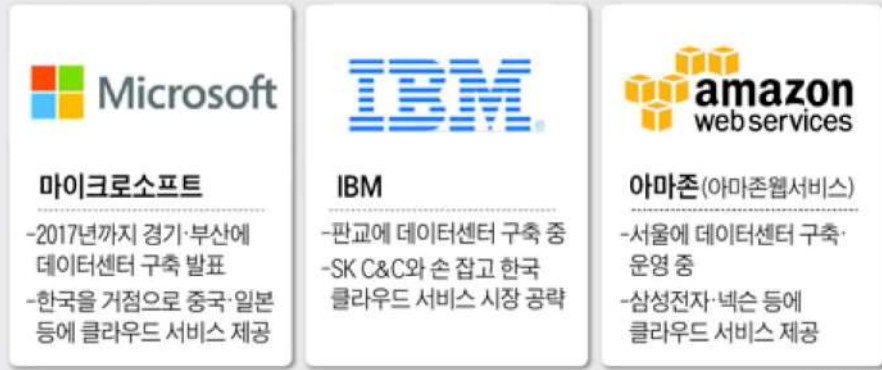 Microsoft
마이크로소프트
-2017년까지 경기·부산에
데이터센터 구축 발표
-한국을 거점으로 중국·일본
등에 클라우드 서비스 제공
IBM
IBM
-판교에 데이터센터 구축 중
-SK C&C와 손 잡고 한국
클라우드 서비스 시장 공략
amazon
webservices
아마존(아마존웹서비스)
-서울에 데이터센터 구축·
운영 중
-삼성전자·넥슨 등에
클라우드 서비스 제공